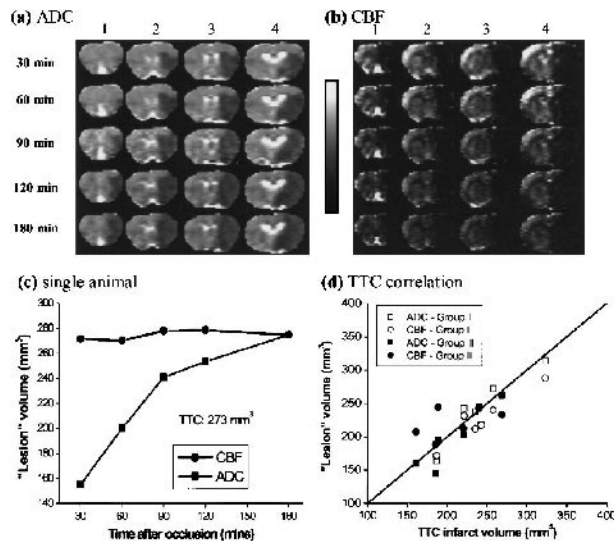 (a) ADC
1 2 3 4
30 min
60 min
90 min
120 min
180 min
(b) CBF
1 2 3 4
(c) single animal
"Lesion" volume (mm³)
280
260
240
220
200
180
160
140
30 60 90 120 180
Time after occlusion (mins)
TTC: 273 mm³
CBF
ADC
(d) TTC correlation
"Lesion" volume (mm³)
400
350
300
250
200
150
100
100 150 200 250 300 350 400
TTC infarct volume (mm³)
ADC - Group I
CBF - Group I
ADC - Group II
CBF - Group II